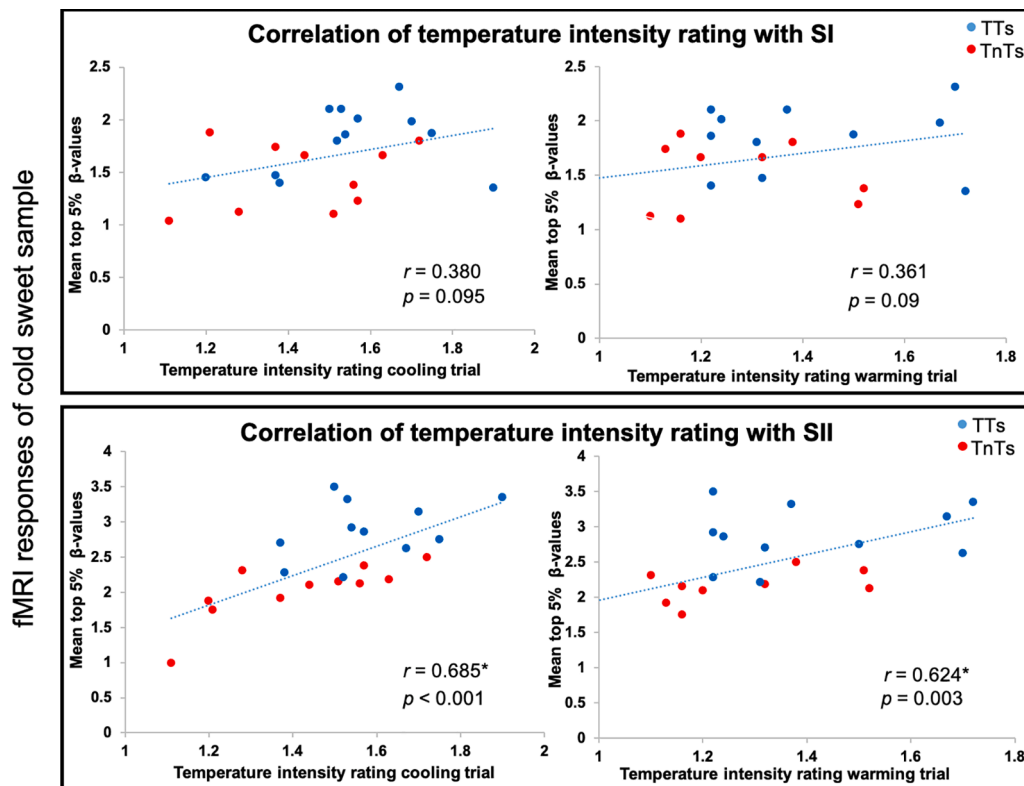 fMRI responses of cold sweet sample
Correlation of temperature intensity rating with SI
TTs
TnTs
Mean top 5% β-values
2.5
2
1.5
1
0.5
0
1
1.2
1.4
1.6
1.8
2
r = 0.380
p = 0.095
Temperature intensity rating cooling trial
Mean top 5% β-values
2.5
2
1.5
1
0.5
0
1
1.2
1.4
1.6
1.8
r = 0.361
p = 0.09
Temperature intensity rating warming trial
Correlation of temperature intensity rating with SII
TTs
TnTs
Mean top 5% β-values
4
3.5
3
2.5
2
1.5
1
0.5
0
1
1.2
1.4
1.6
1.8
2
r = 0.685*
p < 0.001
Temperature intensity rating cooling trial
Mean top 5% β-values
4
3.5
3
2.5
2
1.5
1
0.5
0
1
1.2
1.4
1.6
1.8
r = 0.624*
p = 0.003
Temperature intensity rating warming trial